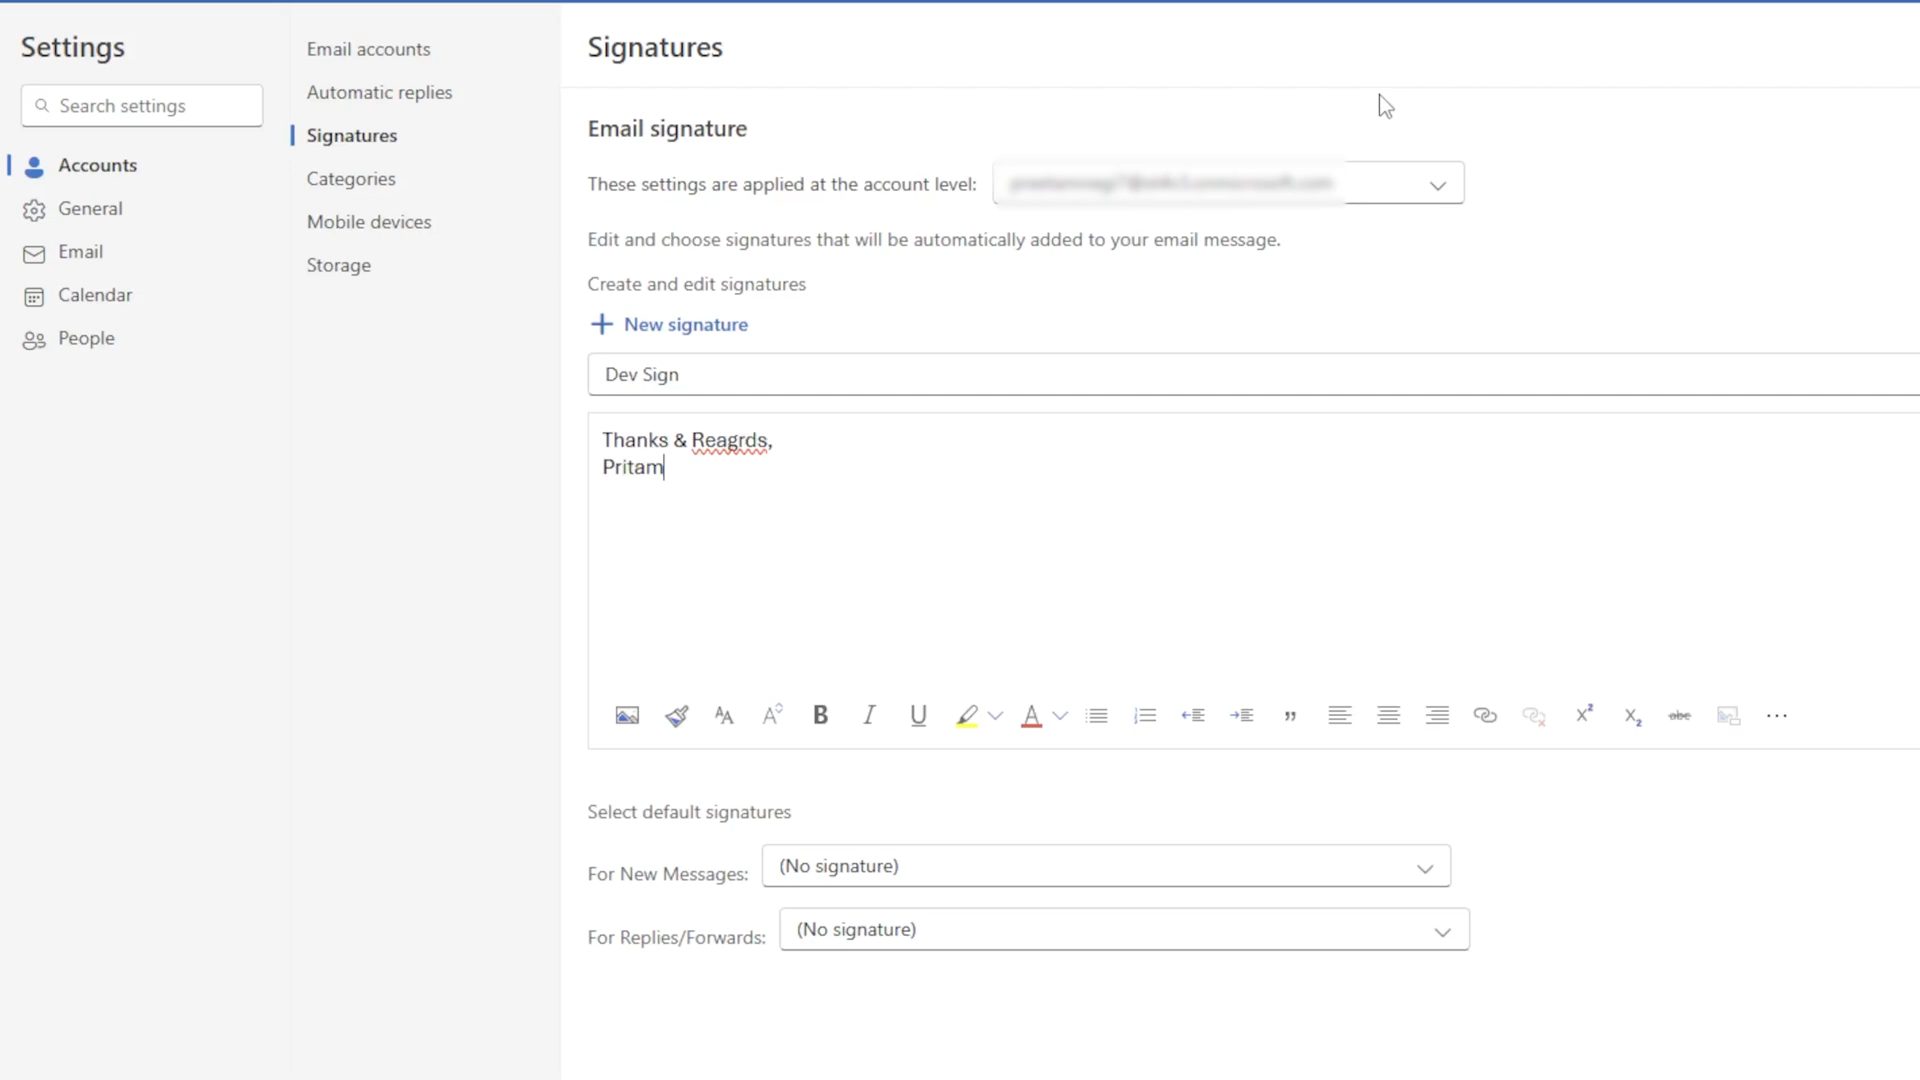 Settings
Search settings
Accounts
General
Email
Calendar
People
Email accounts
Automatic replies
Signatures
Categories
Mobile devices
Storage
Signatures
Email signature
These settings are applied at the account level:
Edit and choose signatures that will be automatically added to your email message.
Create and edit signatures
New signature
Dev Sign
Thanks & Reagrds,
Pritam
Select default signatures
For New Messages: (No signature)
For Replies/Forwards: (No signature)